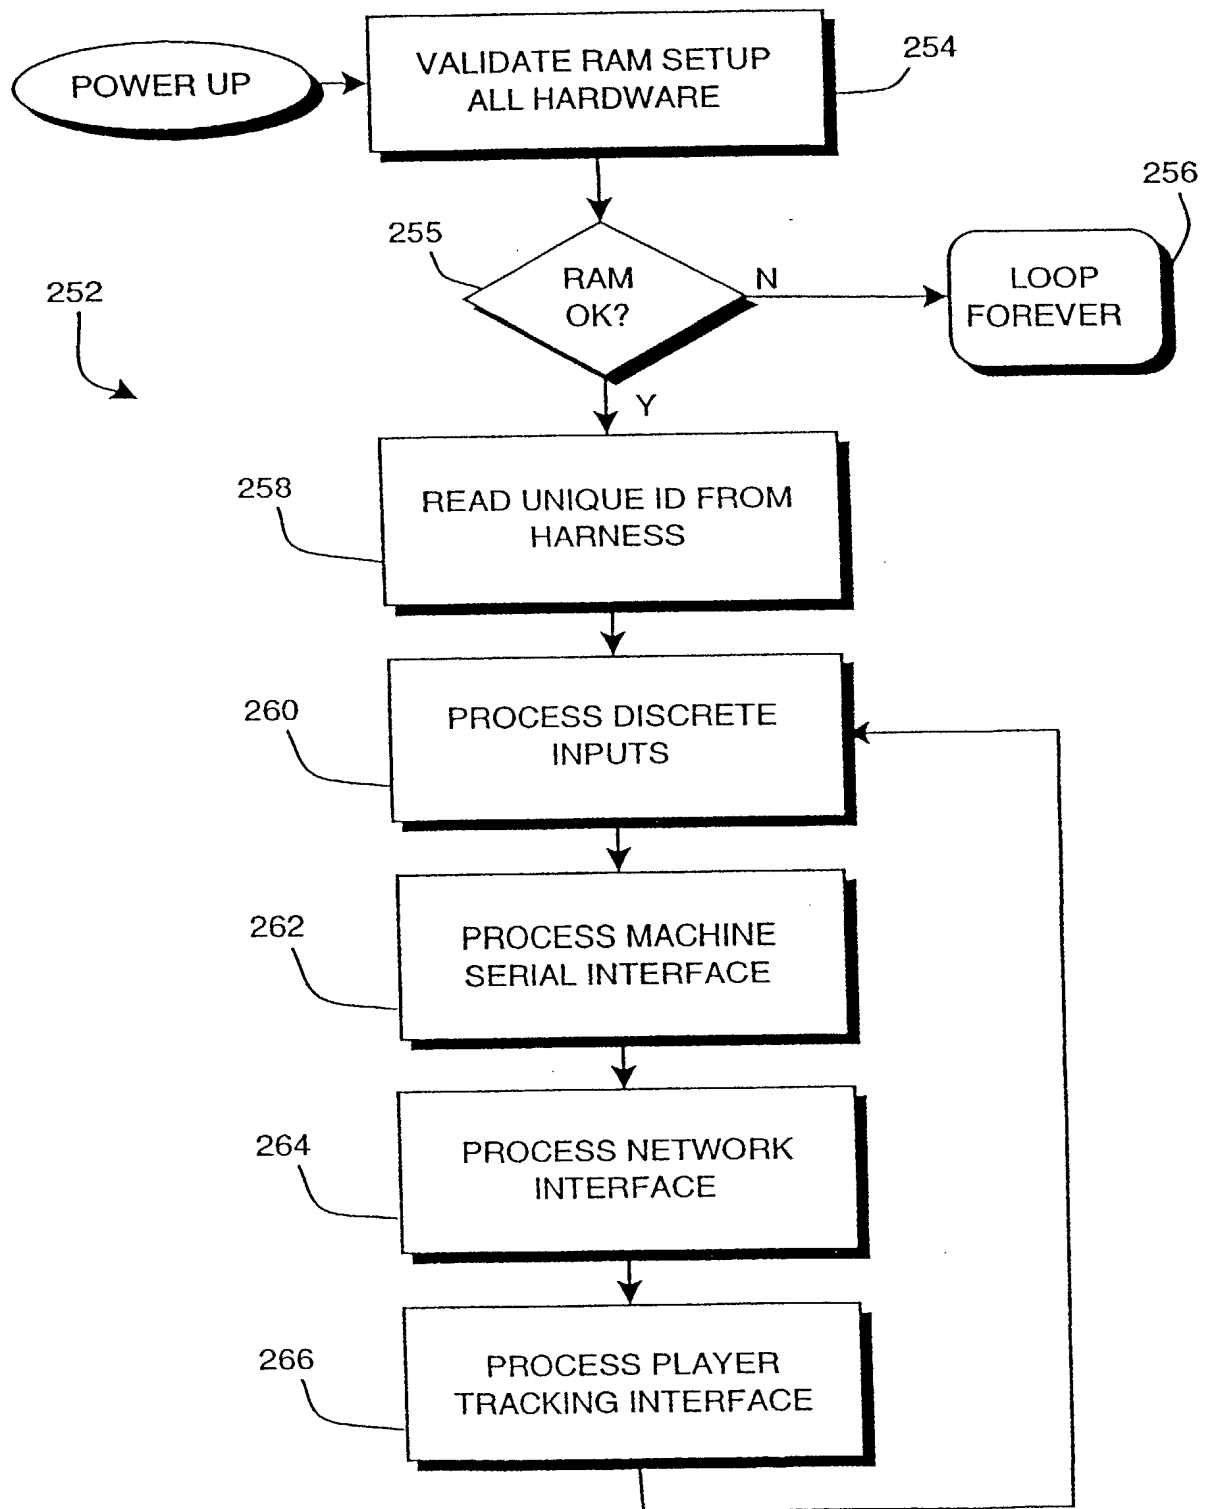 POWER UP
VALIDATE RAM SETUP
ALL HARDWARE
254
255
RAM
OK?
N
256
LOOP
FOREVER
252
Y
258
READ UNIQUE ID FROM
HARNESS
260
PROCESS DISCRETE
INPUTS
262
PROCESS MACHINE
SERIAL INTERFACE
264
PROCESS NETWORK
INTERFACE
266
PROCESS PLAYER
TRACKING INTERFACE